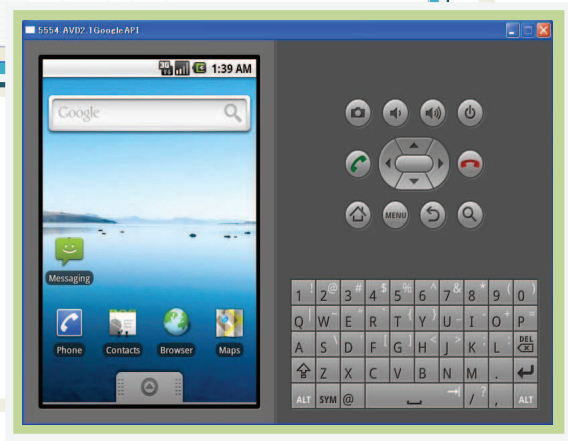 5554:AVD2.1GoogleAPI
3G 1:39 AM
Google
Messaging
Phone Contacts Browser Maps
MENU
1 ! 2 @ 3 # 4 $ 5 % 6 ^ 7 & 8 * 9 ( 0 )
Q | W ~ E " R ` T { Y } U _ I - O + P =
A S \ D ' F [ G ] H < J > K ; L : DEL
Z X C V B N M .
ALT SYM @ / ? , ALT